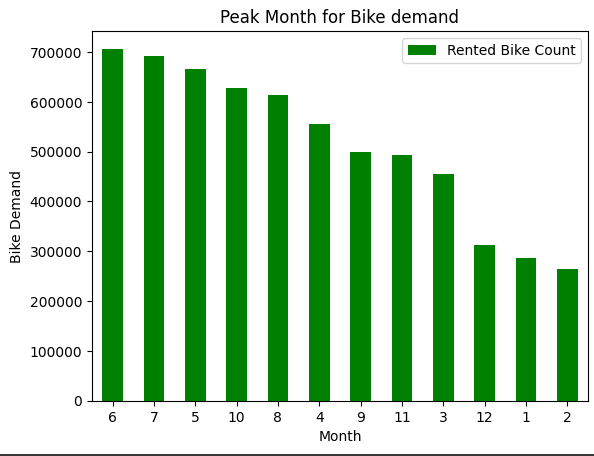 Peak Month for Bike demand
Rented Bike Count
700000
600000
500000
400000
300000
200000
100000
0
Bike Demand
6 7 5 10 8 4 9 11 3 12 1 2
Month